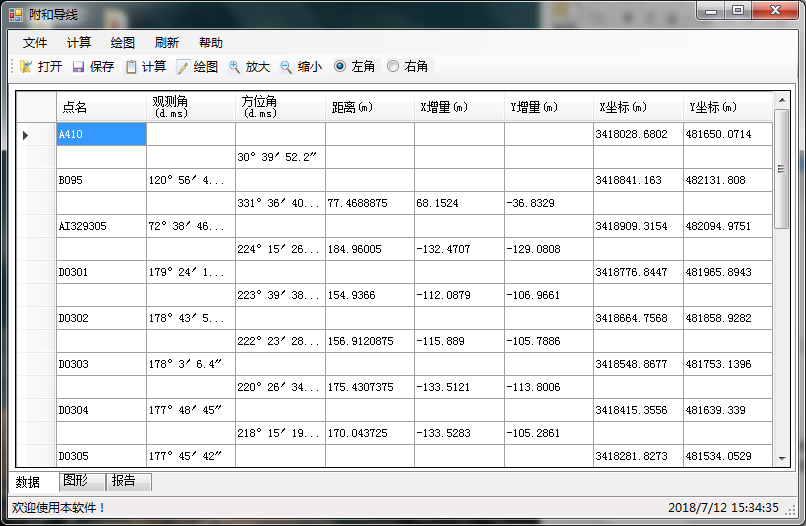 附和导线
文件 计算 绘图 刷新 帮助
打开 保存 计算 绘图 放大 缩小 左角 右角
点名 观测角(d.ms) 方位角(d.ms) 距离(m) X增量(m) Y增量(m) X坐标(m) Y坐标(m)
A410 3418028.6802 481650.0714
30° 39′ 52.2″
B095 120° 56′ 4... 3418841.163 482131.808
331° 36′ 40... 77.4688875 68.1524 -36.8329
AI329305 72° 38′ 46... 3418909.3154 482094.9751
224° 15′ 26... 184.96005 -132.4707 -129.0808
D0301 179° 24′ 1... 3418776.8447 481965.8943
223° 39′ 38... 154.9366 -112.0879 -106.9661
D0302 178° 43′ 5... 3418664.7568 481858.9282
222° 23′ 28... 156.9120875 -115.889 -105.7886
D0303 178° 3′ 6.4″ 3418548.8677 481753.1396
220° 26′ 34... 175.4307375 -133.5121 -113.8006
D0304 177° 48′ 45″ 3418415.3556 481639.339
218° 15′ 19... 170.043725 -133.5283 -105.2861
D0305 177° 45′ 42″ 3418281.8273 481534.0529
数据 图形 报告
欢迎使用本软件！ 2018/7/12 15:34:35